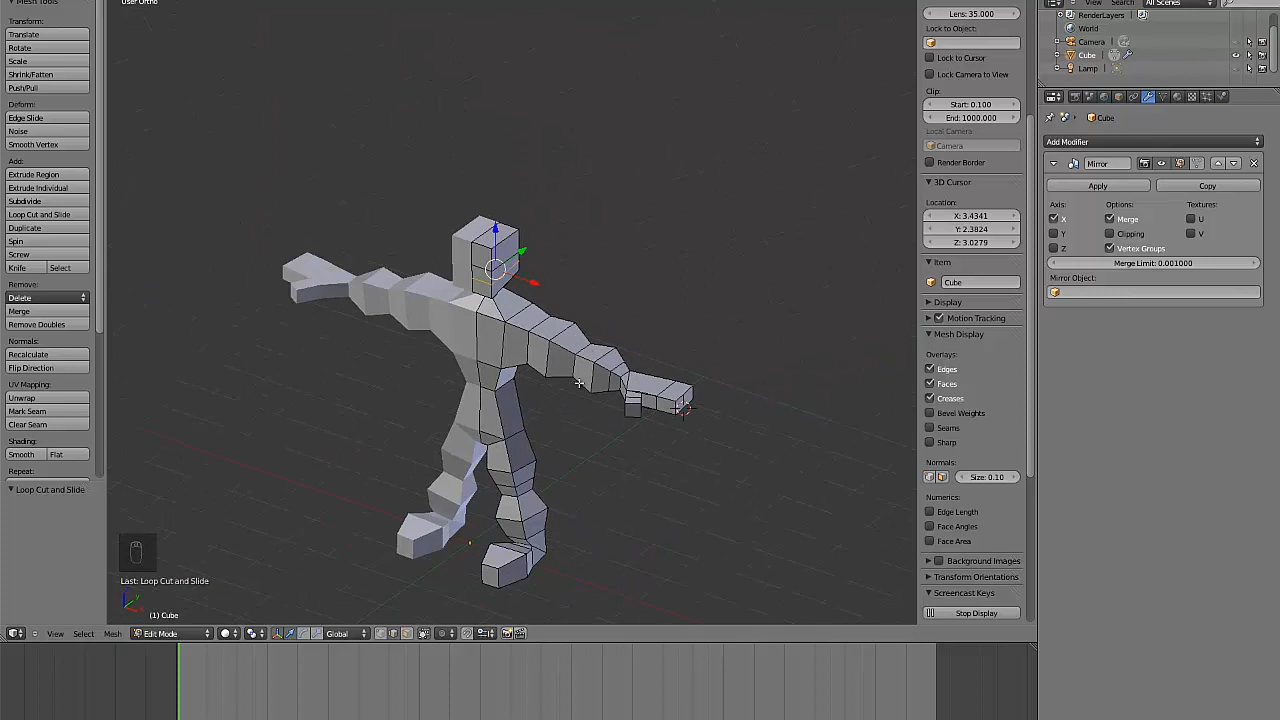 Mesh Tools
Transform:
Translate
Rotate
Scale
Shrink/Fatten
Push/Pull
Deform:
Edge Slide
Noise
Smooth Vertex
Add:
Extrude Region
Extrude Individual
Subdivide
Loop Cut and Slide
Duplicate
Spin
Screw
Knife Select
Remove:
Delete
Merge
Remove Doubles
Normals:
Recalculate
Flip Direction
UV Mapping:
Unwrap
Mark Seam
Clear Seam
Shading:
Smooth Flat
Repeat:
Loop Cut and Slide
User Ortho
Last: Loop Cut and Slide
(1) Cube
View Select Mesh Edit Mode Global
Lens: 35.000
Lock to Object:
Lock to Cursor
Lock Camera to View
Clip:
Start: 0.100
End: 1000.000
Local Camera
Camera
Render Border
3D Cursor
Location:
X: 3.4341
Y: 2.3824
Z: 3.0279
Item
Cube
Display
Motion Tracking
Mesh Display
Overlays:
Edges
Faces
Creases
Bevel Weights
Seams
Sharp
Normals:
Size: 0.10
Numerics:
Edge Length
Face Angles
Face Area
Background Images
Transform Orientations
Screencast Keys
Stop Display
View Search All Scenes
RenderLayers
World
Camera
Cube
Lamp
Cube
Add Modifier
Mirror
Apply Copy
Axis: Options: Textures:
X Merge U
Y Clipping V
Z Vertex Groups
Merge Limit: 0.001000
Mirror Object: